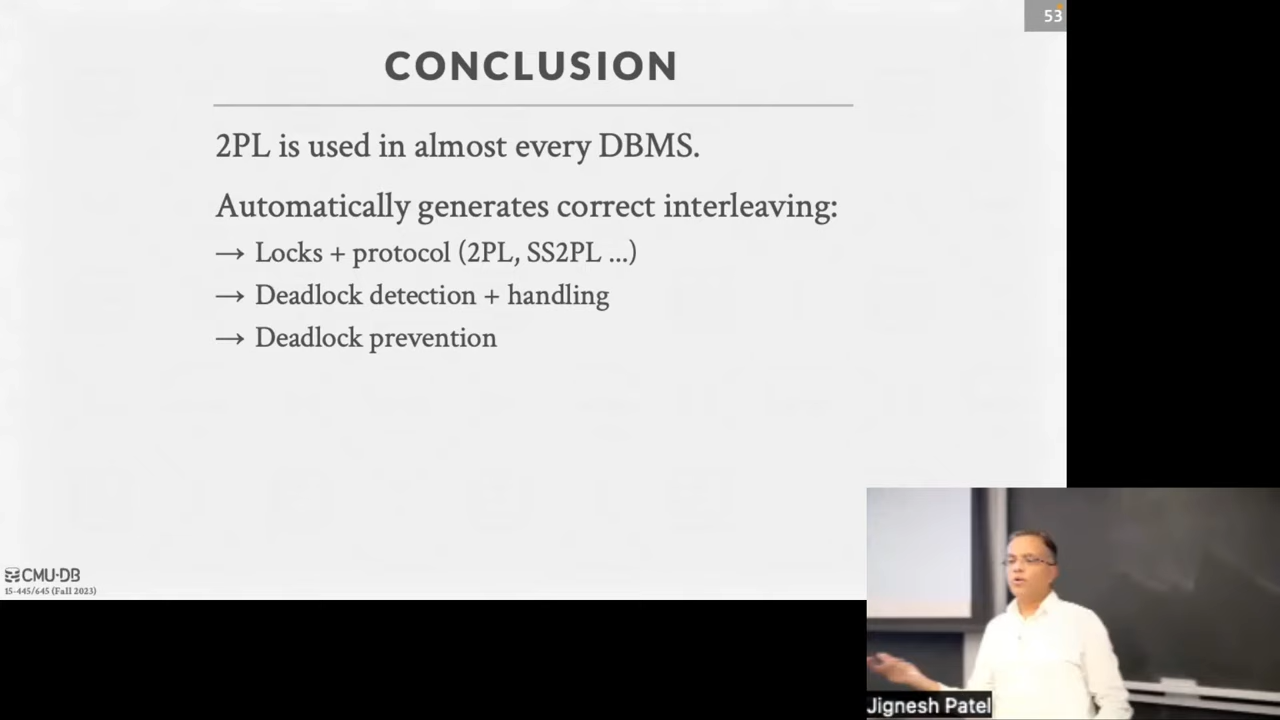 53
CONCLUSION
2PL is used in almost every DBMS.
Automatically generates correct interleaving:
→ Locks + protocol (2PL, SS2PL ...)
→ Deadlock detection + handling
→ Deadlock prevention
CMU·DB
15-445/645 (Fall 2023)
Jignesh Patel